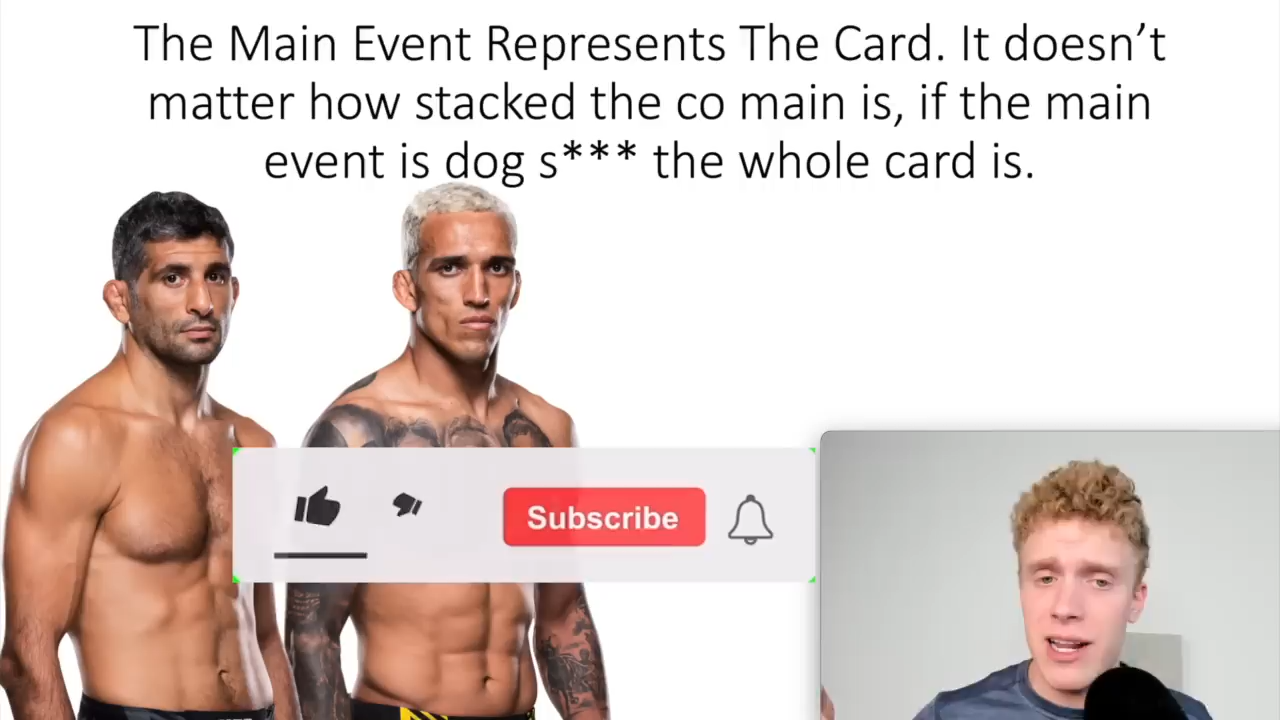 The Main Event Represents The Card. It doesn’t
matter how stacked the co main is, if the main
event is dog s*** the whole card is.
Subscribe